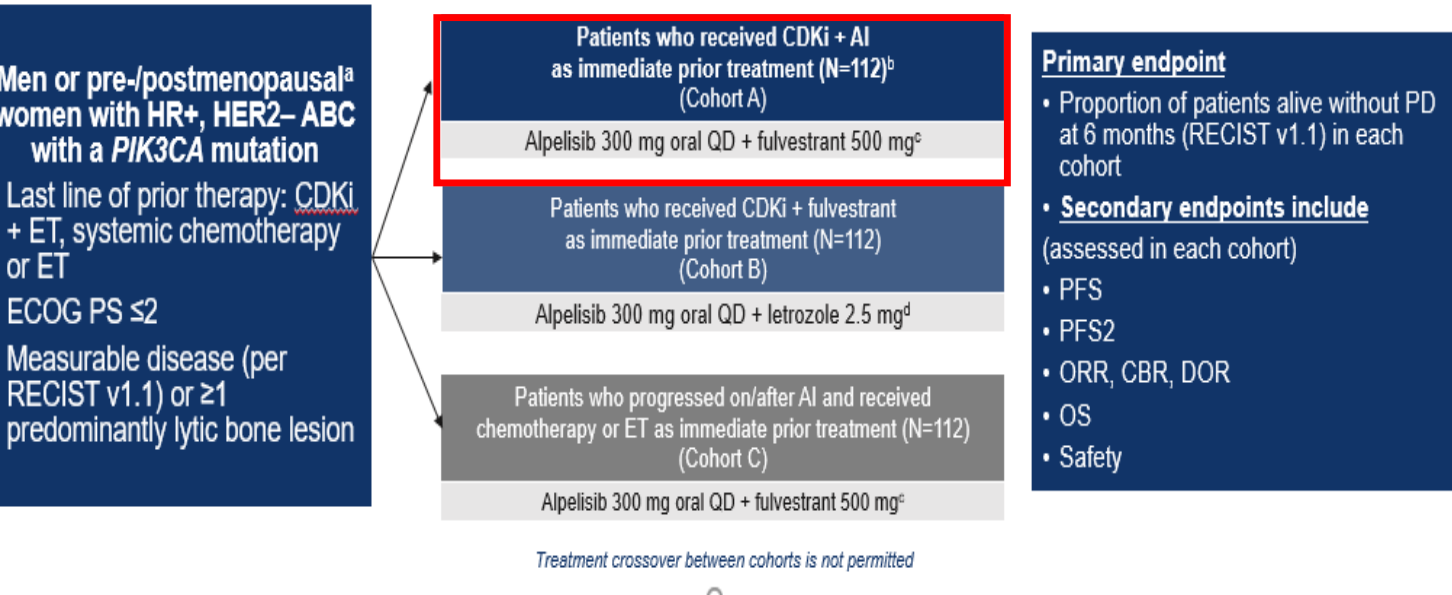 Men or pre-/postmenopausalᵃ
women with HR+, HER2– ABC
with a PIK3CA mutation
Last line of prior therapy: CDKi
+ ET, systemic chemotherapy
or ET
ECOG PS ≤2
Measurable disease (per
RECIST v1.1) or ≥1
predominantly lytic bone lesion
Patients who received CDKi + AI
as immediate prior treatment (N=112)ᵇ
(Cohort A)
Alpelisib 300 mg oral QD + fulvestrant 500 mgᶜ
Patients who received CDKi + fulvestrant
as immediate prior treatment (N=112)
(Cohort B)
Alpelisib 300 mg oral QD + letrozole 2.5 mgᵈ
Patients who progressed on/after AI and received
chemotherapy or ET as immediate prior treatment (N=112)
(Cohort C)
Alpelisib 300 mg oral QD + fulvestrant 500 mgᶜ
Treatment crossover between cohorts is not permitted
Primary endpoint
• Proportion of patients alive without PD
at 6 months (RECIST v1.1) in each
cohort
• Secondary endpoints include
(assessed in each cohort)
• PFS
• PFS2
• ORR, CBR, DOR
• OS
• Safety